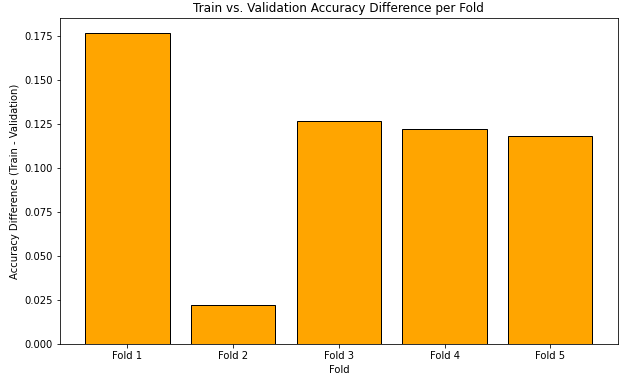 Train vs. Validation Accuracy Difference per Fold
Accuracy Difference (Train - Validation)
0.175
0.150
0.125
0.100
0.075
0.050
0.025
0.000
Fold 1 Fold 2 Fold 3 Fold 4 Fold 5
Fold